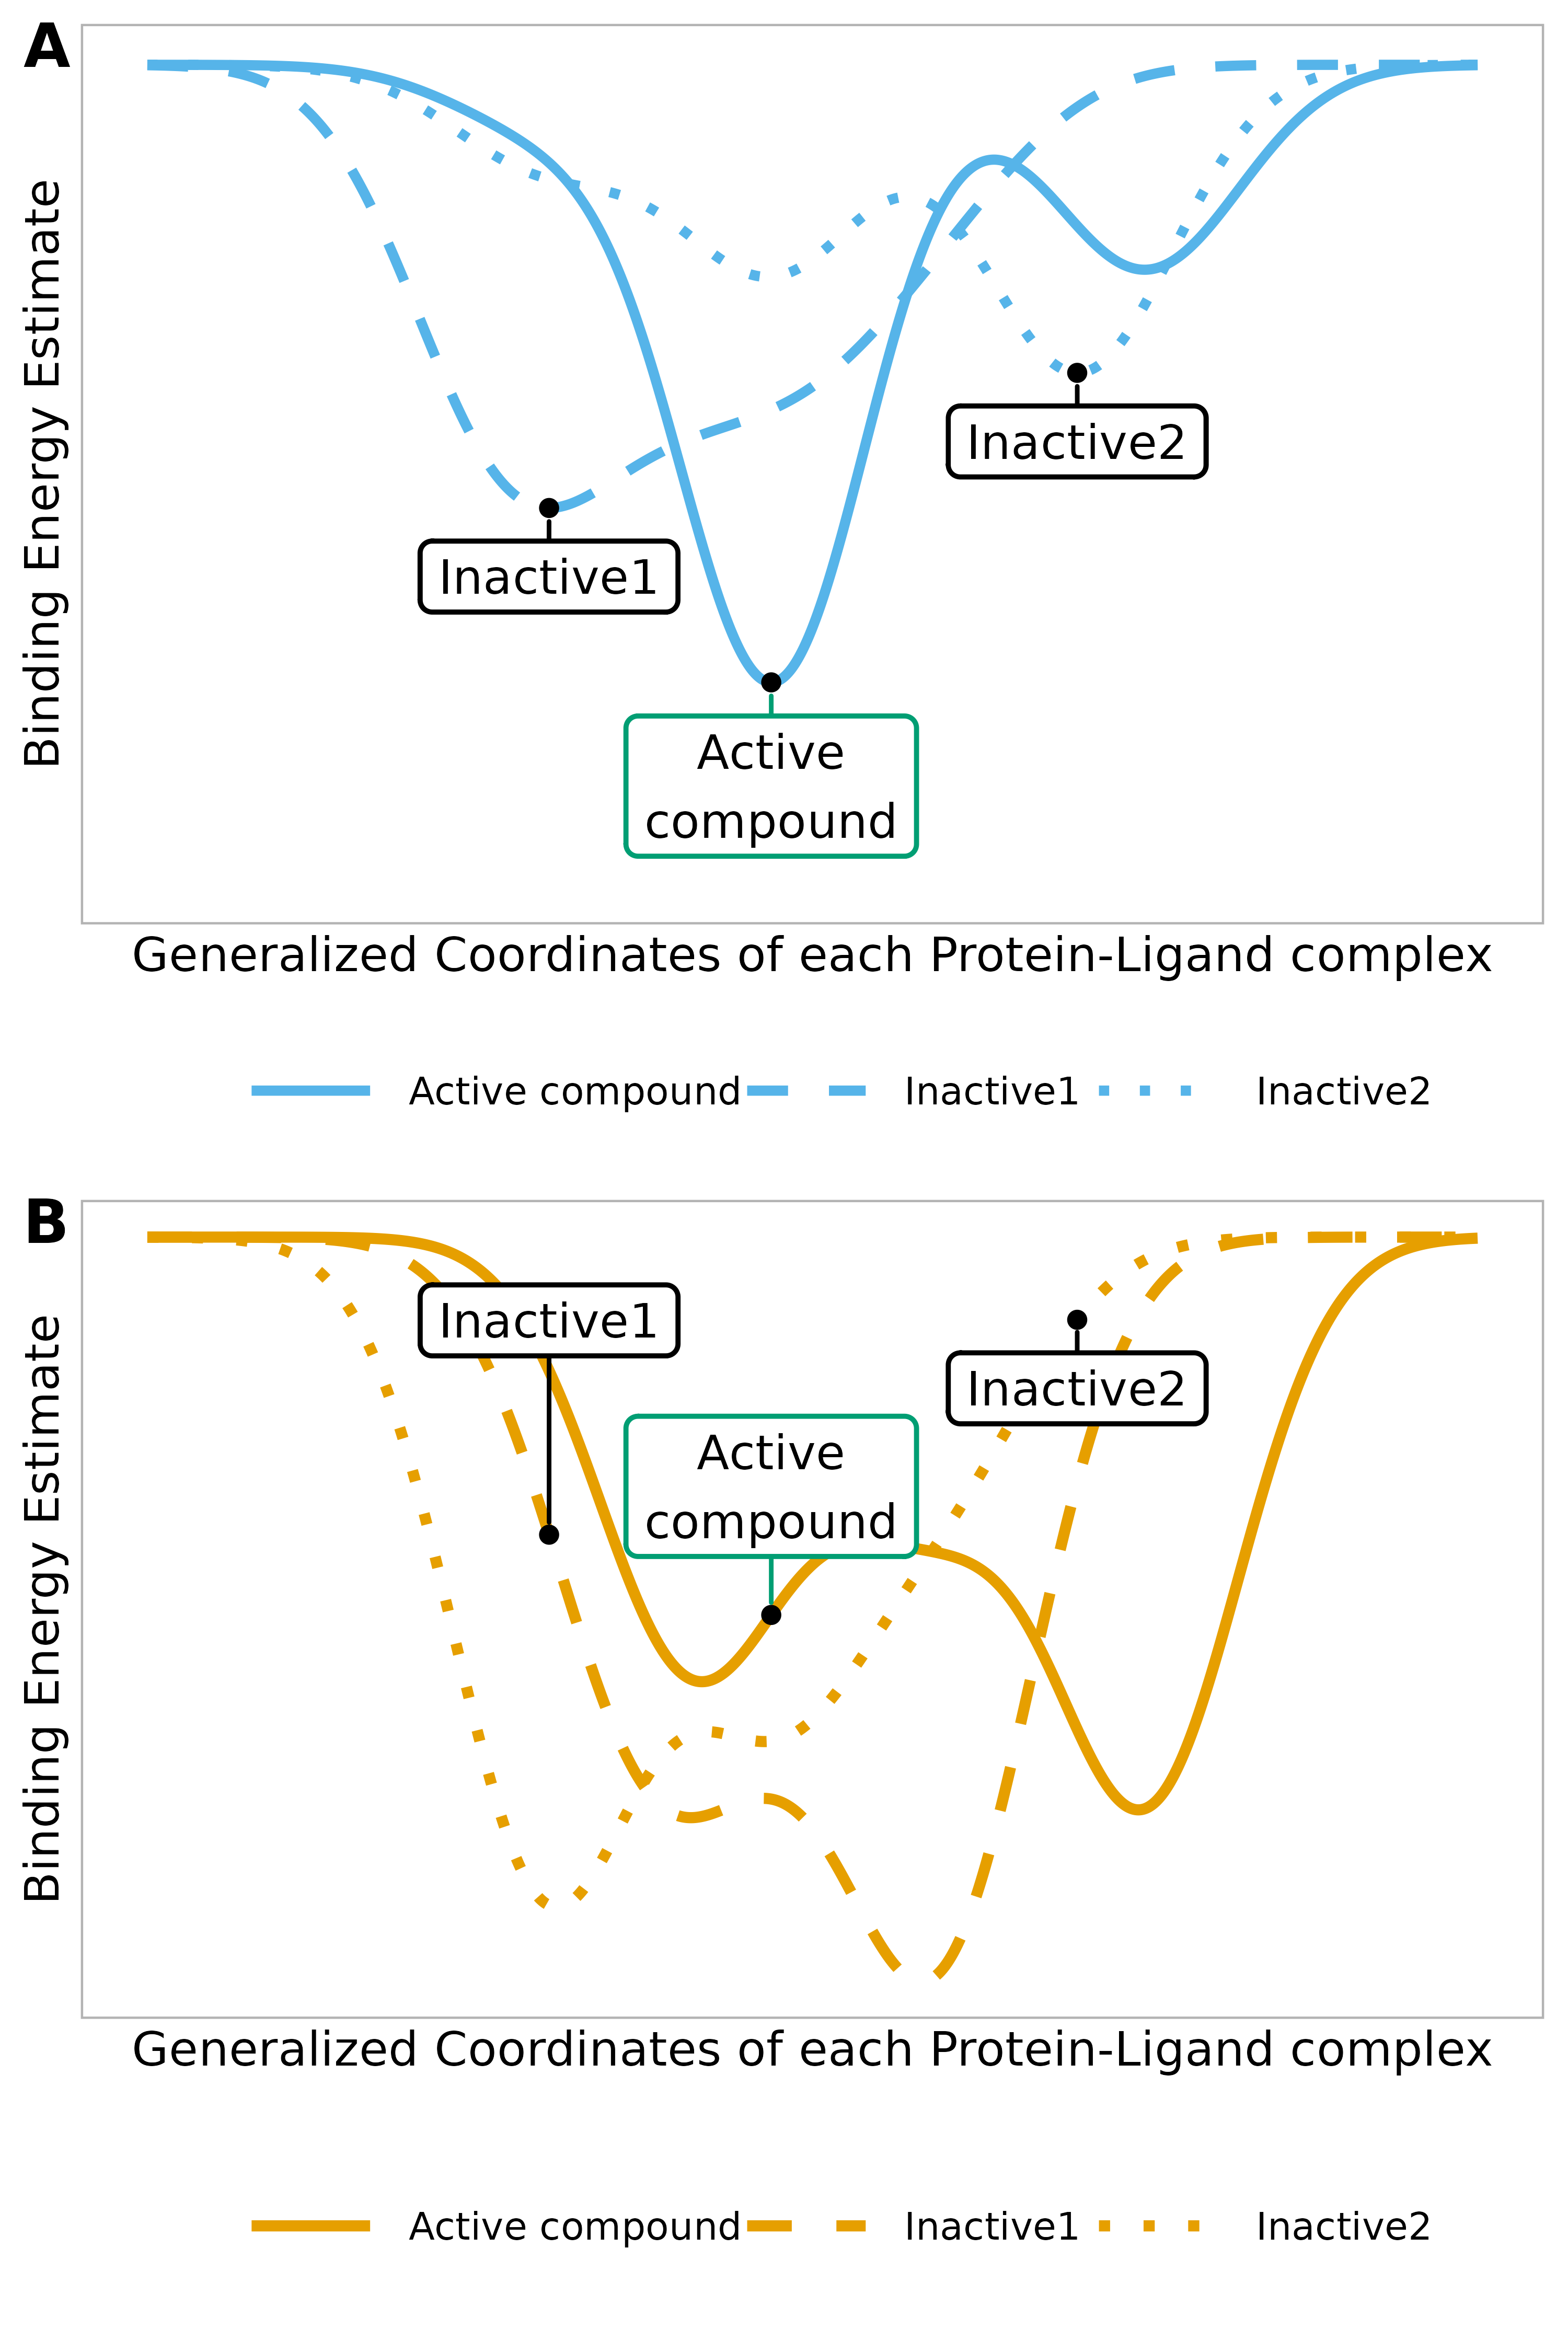 A
Binding Energy Estimate
Inactive2
Inactive1
Active
compound
Generalized Coordinates of each Protein-Ligand complex
Active compound Inactive1 Inactive2
B
Binding Energy Estimate
Inactive1
Inactive2
Active
compound
Generalized Coordinates of each Protein-Ligand complex
Active compound Inactive1 Inactive2